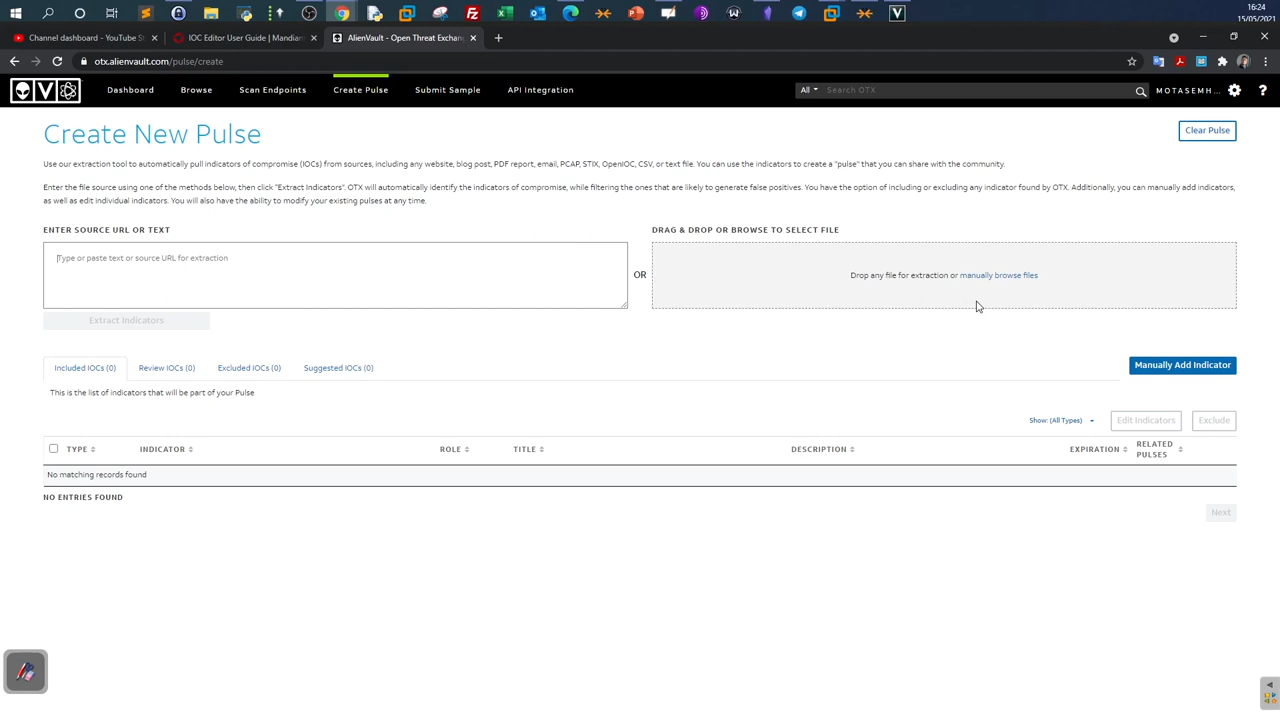 16:24
15/05/2021
Channel dashboard - YouTube St
IOC Editor User Guide | Mandian
AlienVault - Open Threat Exchan
otx.alienvault.com/pulse/create
Dashboard
Browse
Scan Endpoints
Create Pulse
Submit Sample
API Integration
All
Search OTX
MOTASEMH...
Create New Pulse
Clear Pulse
Use our extraction tool to automatically pull indicators of compromise (IOCs) from sources, including any website, blog post, PDF report, email, PCAP, STIX, OpenIOC, CSV, or text file. You can use the indicators to create a "pulse" that you can share with the community.
Enter the file source using one of the methods below, then click "Extract Indicators". OTX will automatically identify the indicators of compromise, while filtering the ones that are likely to generate false positives. You have the option of including or excluding any indicator found by OTX. Additionally, you can manually add indicators,
as well as edit individual indicators. You will also have the ability to modify your existing pulses at any time.
ENTER SOURCE URL OR TEXT
DRAG & DROP OR BROWSE TO SELECT FILE
Type or paste text or source URL for extraction
OR
Drop any file for extraction or manually browse files
Extract Indicators
Included IOCs (0)
Review IOCs (0)
Excluded IOCs (0)
Suggested IOCs (0)
Manually Add Indicator
This is the list of indicators that will be part of your Pulse
Show: (All Types)
Edit Indicators
Exclude
TYPE
INDICATOR
ROLE
TITLE
DESCRIPTION
EXPIRATION
RELATED
PULSES
No matching records found
NO ENTRIES FOUND
Next